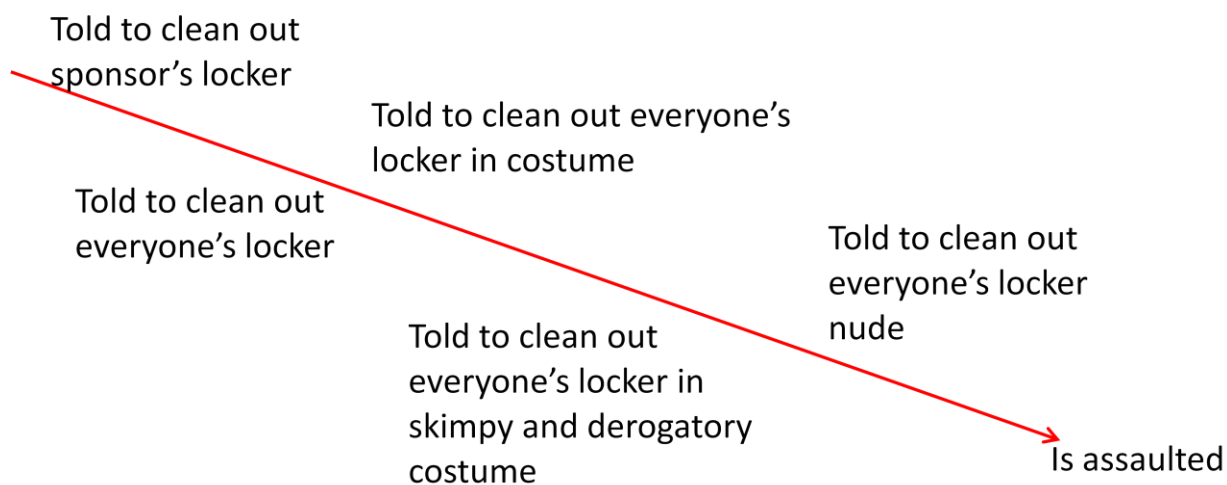 Told to clean out
sponsor’s locker
Told to clean out everyone’s
locker in costume
Told to clean out
everyone’s locker
Told to clean out
everyone’s locker
nude
Told to clean out
everyone’s locker in
skimpy and derogatory
costume
Is assaulted